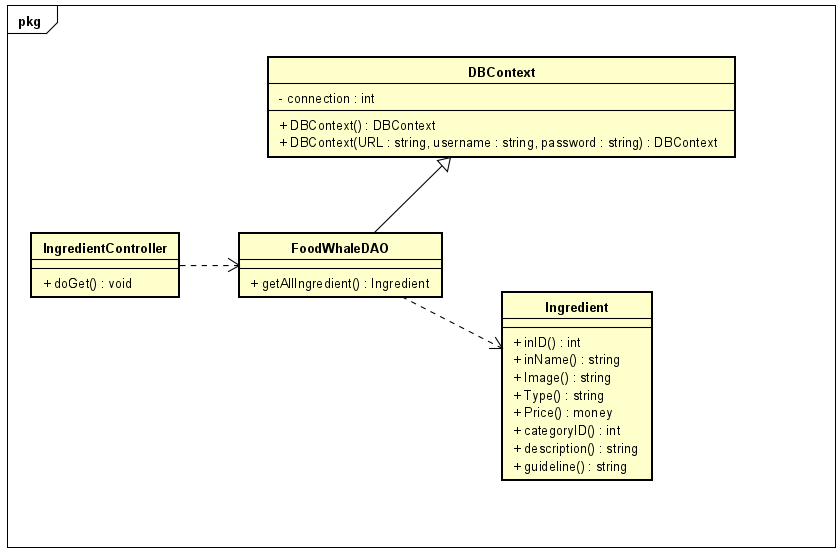 pkg
DBContext
- connection : int
+ DBContext() : DBContext
+ DBContext(URL : string, username : string, password : string) : DBContext
IngredientController
+ doGet() : void
FoodWhaleDAO
+ getAllIngredient() : Ingredient
Ingredient
+ inID() : int
+ inName() : string
+ Image() : string
+ Type() : string
+ Price() : money
+ categoryID() : int
+ description() : string
+ guideline() : string